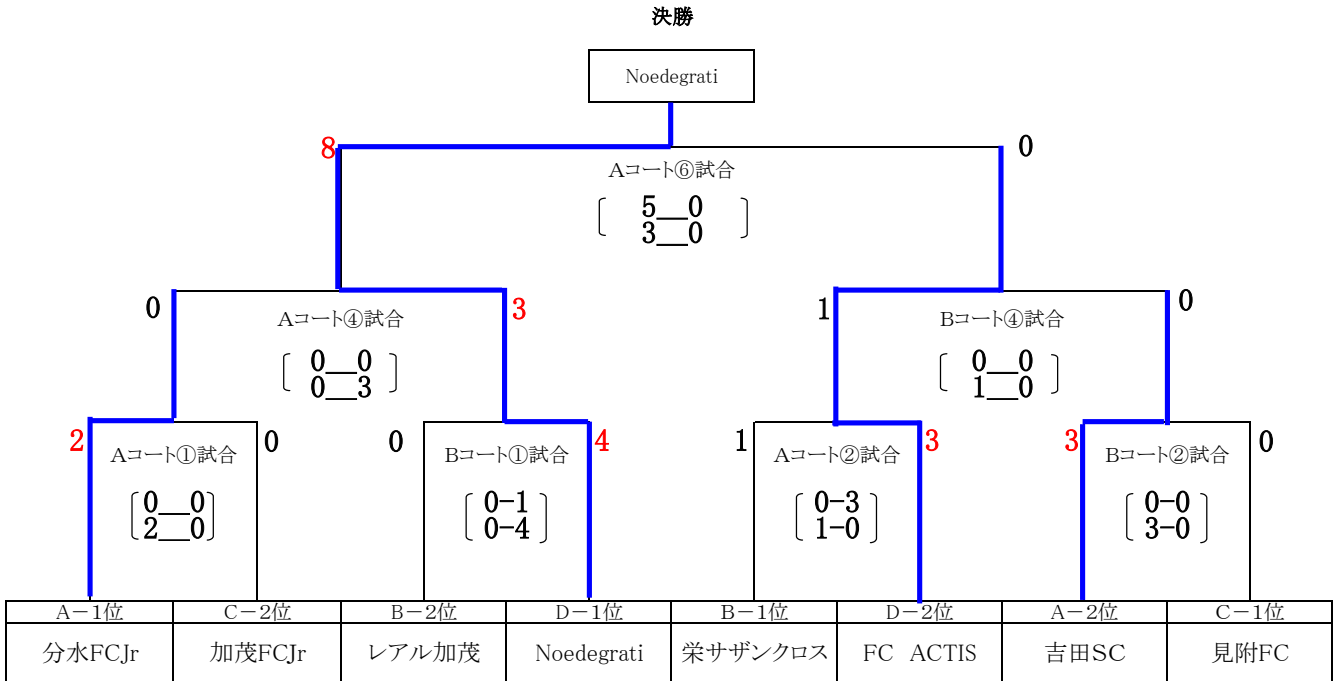 決勝
Noedegrati
8
0
Aコート⑥試合
5__0
3__0
0
3
1
0
Aコート④試合
Bコート④試合
0__0
0__3
0__0
1__0
2
0
0
4
1
3
3
0
Aコート①試合
Bコート①試合
Aコート②試合
Bコート②試合
0__0
2__0
0-1
0-4
0-3
1-0
0-0
3-0
A-1位 C-2位 B-2位 D-1位 B-1位 D-2位 A-2位 C-1位
分水FCJr 加茂FCJr レアル加茂 Noedegrati 栄サザンクロス FC ACTIS 吉田SC 見附FC